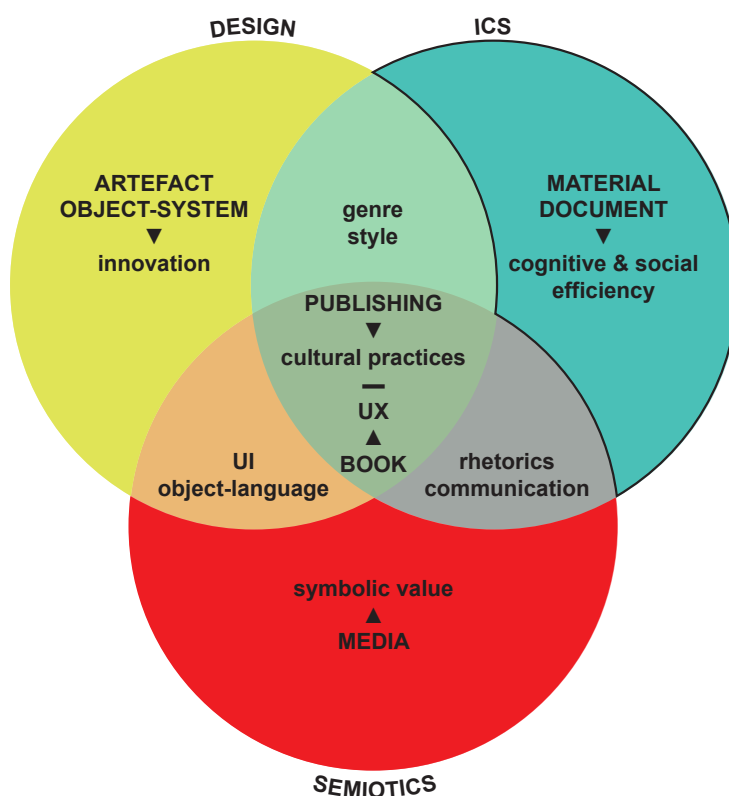 DESIGN
ICS
ARTEFACT
OBJECT-SYSTEM
▼
innovation
genre
style
MATERIAL
DOCUMENT
▼
cognitive & social
efficiency
PUBLISHING
▼
cultural practices
–
UX
▲
BOOK
UI
object-language
rhetorics
communication
symbolic value
▲
MEDIA
SEMIOTICS